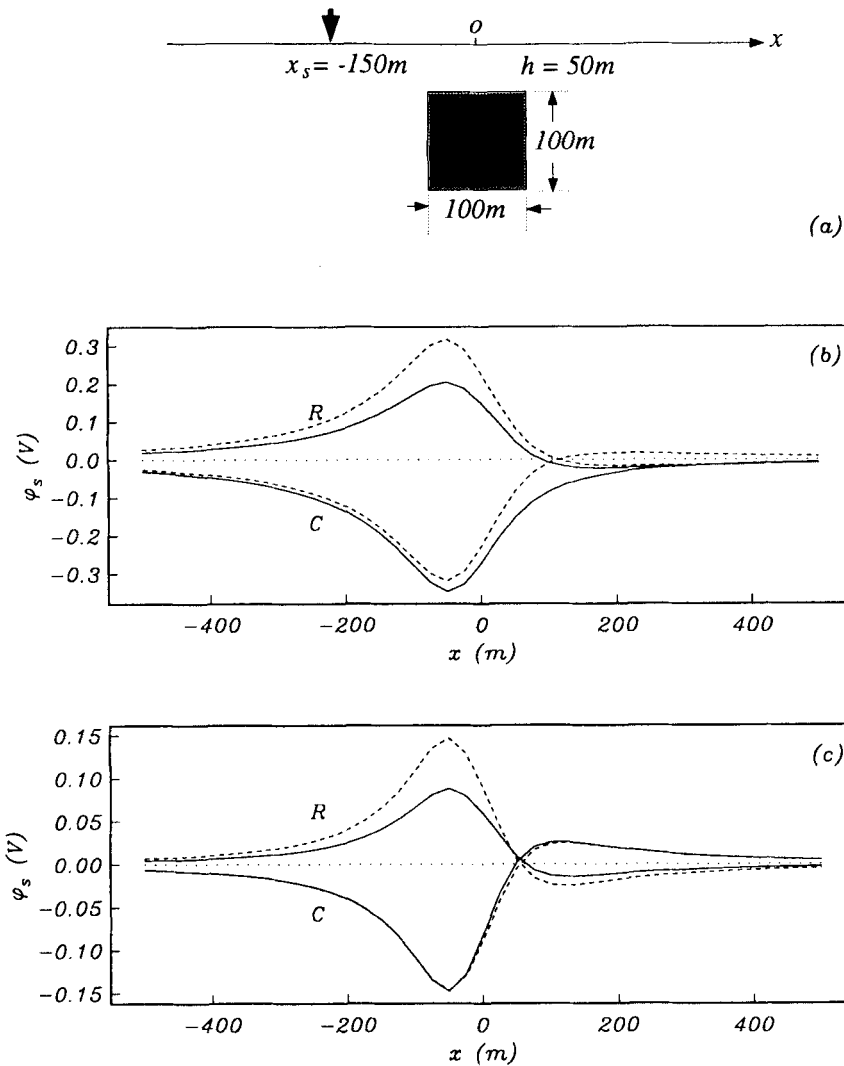 o
x
x_s = -150m
h = 50m
100m
100m
(a)
0.3
0.2
0.1
0.0
-0.1
-0.2
-0.3
φ_s (V)
R
C
(b)
-400
-200
0
200
400
x (m)
0.15
0.10
0.05
0.00
-0.05
-0.10
-0.15
φ_s (V)
R
C
(c)
-400
-200
0
200
400
x (m)